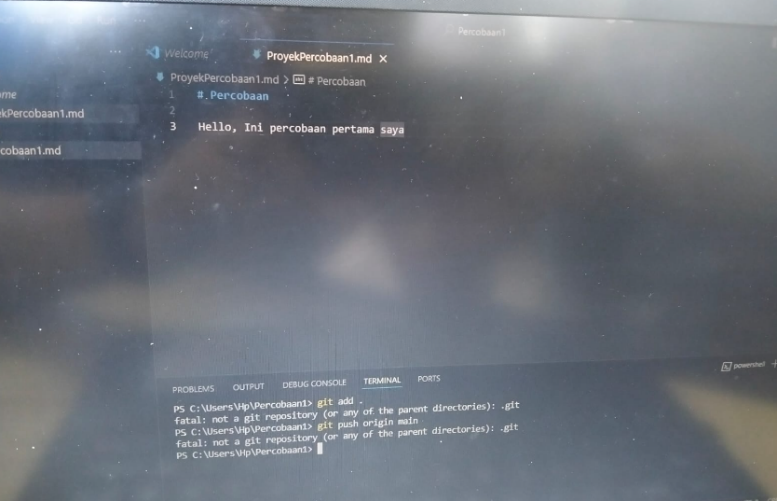 Percobaan1
Welcome
ProyekPercobaan1.md
ProyekPercobaan1.md > # Percobaan
1 # Percobaan
2
3 Hello, Ini percobaan pertama saya
ome
kPercobaan1.md
cobaan1.md
PROBLEMS OUTPUT DEBUG CONSOLE TERMINAL PORTS
powershell
PS C:\Users\Hp\Percobaan1> git add .
fatal: not a git repository (or any of the parent directories): .git
PS C:\Users\Hp\Percobaan1> git push origin main
fatal: not a git repository (or any of the parent directories): .git
PS C:\Users\Hp\Percobaan1>